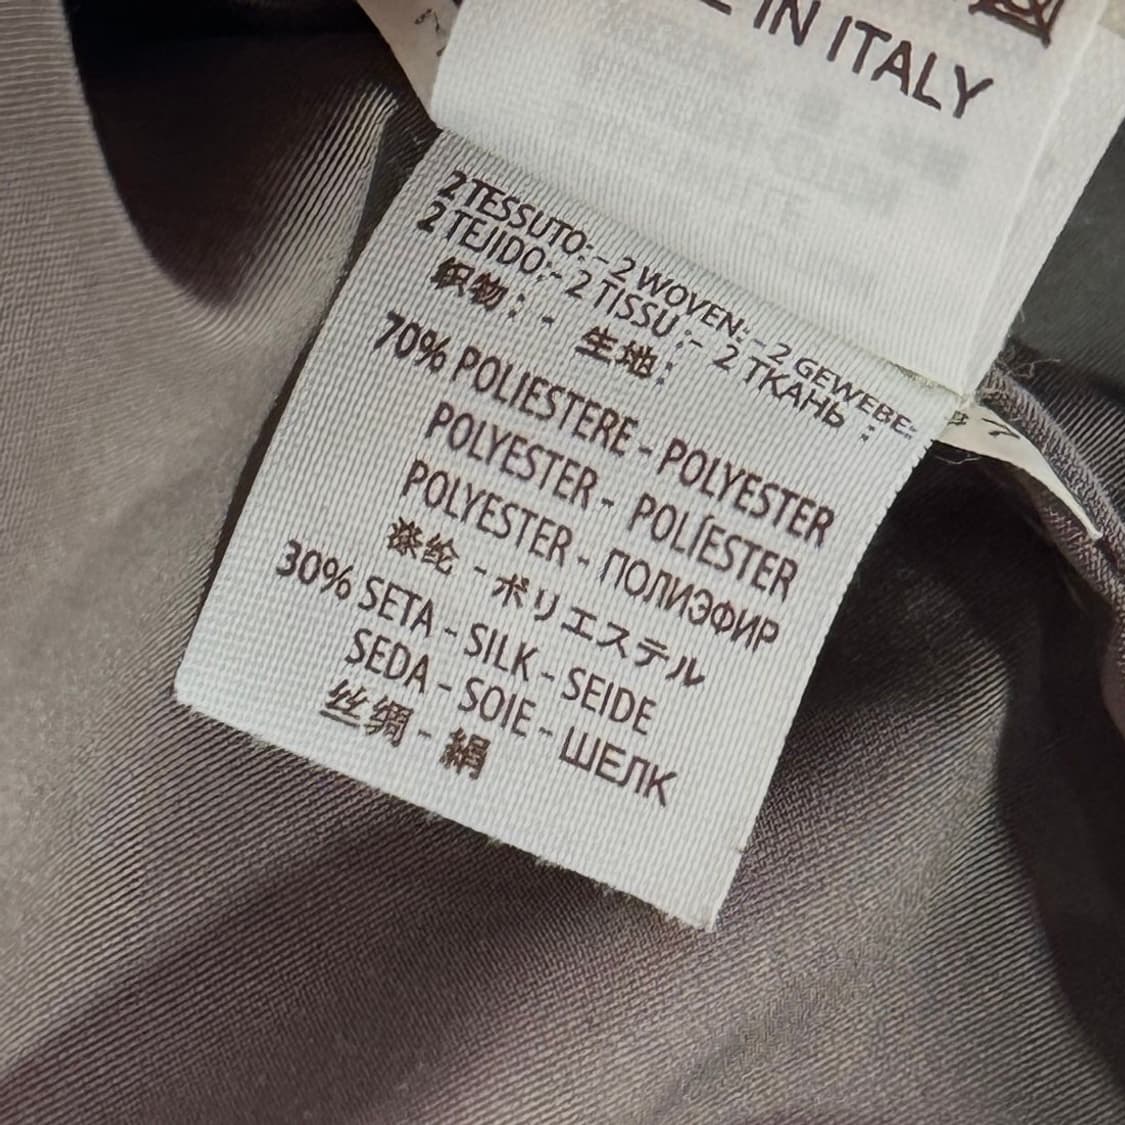 IN ITALY
2 TESSUTO:-2 WOVEN:-2 GEWEBE:-
2 TEJIDO:-2 TISSU:- 2 ТКАНЬ :
织物: - 生地:
70% POLIESTERE - POLYESTER
POLYESTER - POLÍESTER
POLYESTER - ПОЛИЭФИР
涤纶 - ポリエステル
30% SETA - SILK - SEIDE
SEDA - SOIE - ШЕЛК
丝绸 - 絹